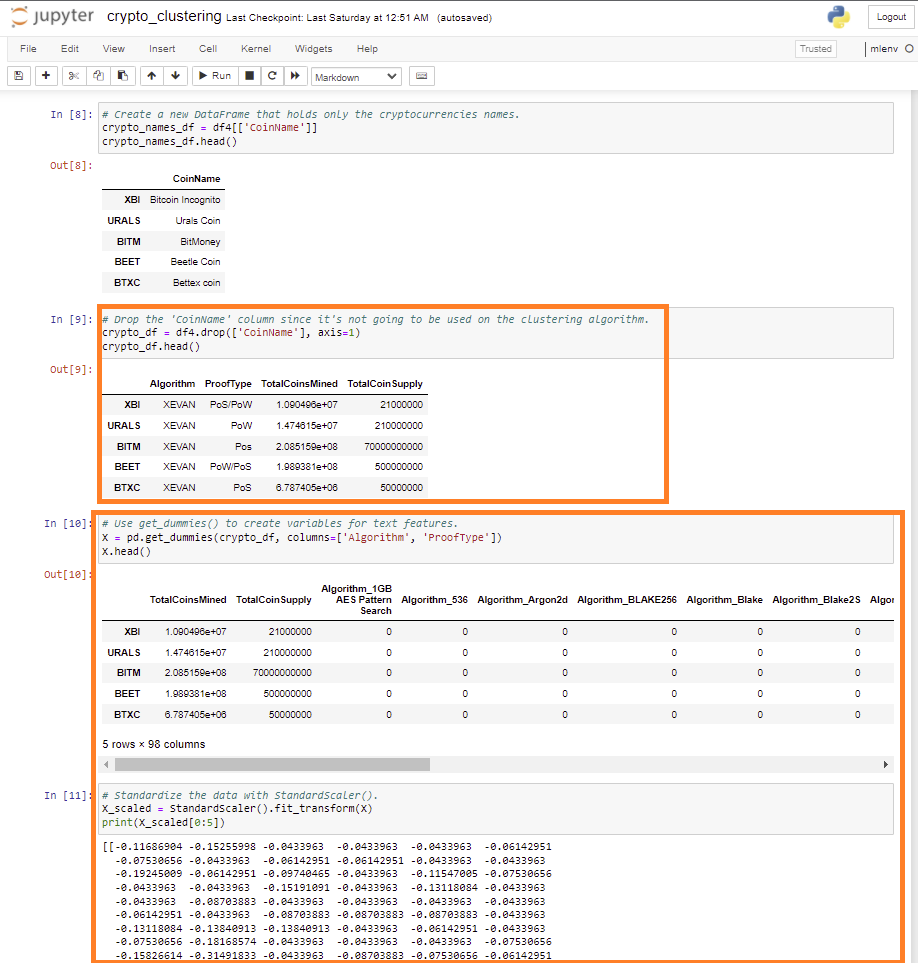 jupyter crypto_clustering Last Checkpoint: Last Saturday at 12:51 AM (autosaved)
Logout
File Edit View Insert Cell Kernel Widgets Help
Trusted mlenv
Run Markdown
In [8]: # Create a new DataFrame that holds only the cryptocurrencies names.
crypto_names_df = df4[['CoinName']]
crypto_names_df.head()
Out[8]:
CoinName
XBI Bitcoin Incognito
URALS Urals Coin
BITM BitMoney
BEET Beetle Coin
BTXC Bettex coin
In [9]: # Drop the 'CoinName' column since it's not going to be used on the clustering algorithm.
crypto_df = df4.drop(['CoinName'], axis=1)
crypto_df.head()
Out[9]:
Algorithm ProofType TotalCoinsMined TotalCoinSupply
XBI XEVAN PoS/PoW 1.090496e+07 21000000
URALS XEVAN PoW 1.474615e+07 210000000
BITM XEVAN Pos 2.085159e+08 70000000000
BEET XEVAN PoW/PoS 1.989381e+08 500000000
BTXC XEVAN PoS 6.787405e+06 50000000
In [10]: # Use get_dummies() to create variables for text features.
X = pd.get_dummies(crypto_df, columns=['Algorithm', 'ProofType'])
X.head()
Out[10]:
TotalCoinsMined TotalCoinSupply Algorithm_1GB AES Pattern Search Algorithm_536 Algorithm_Argon2d Algorithm_BLAKE256 Algorithm_Blake Algorithm_Blake2S Algor
XBI 1.090496e+07 21000000 0 0 0 0 0 0
URALS 1.474615e+07 210000000 0 0 0 0 0 0
BITM 2.085159e+08 70000000000 0 0 0 0 0 0
BEET 1.989381e+08 500000000 0 0 0 0 0 0
BTXC 6.787405e+06 50000000 0 0 0 0 0 0
5 rows × 98 columns
In [11]: # Standardize the data with StandardScaler().
X_scaled = StandardScaler().fit_transform(X)
print(X_scaled[0:5])
[[-0.11686904 -0.15255998 -0.0433963 -0.0433963 -0.0433963 -0.06142951
-0.07530656 -0.0433963 -0.06142951 -0.06142951 -0.0433963 -0.0433963
-0.19245009 -0.06142951 -0.09740465 -0.0433963 -0.11547005 -0.07530656
-0.0433963 -0.0433963 -0.15191091 -0.0433963 -0.13118084 -0.0433963
-0.0433963 -0.08703883 -0.0433963 -0.0433963 -0.0433963 -0.0433963
-0.06142951 -0.0433963 -0.08703883 -0.08703883 -0.08703883 -0.0433963
-0.13118084 -0.13840913 -0.13840913 -0.0433963 -0.06142951 -0.0433963
-0.07530656 -0.18168574 -0.0433963 -0.0433963 -0.0433963 -0.07530656
-0.15826614 -0.31491833 -0.0433963 -0.08703883 -0.07530656 -0.06142951